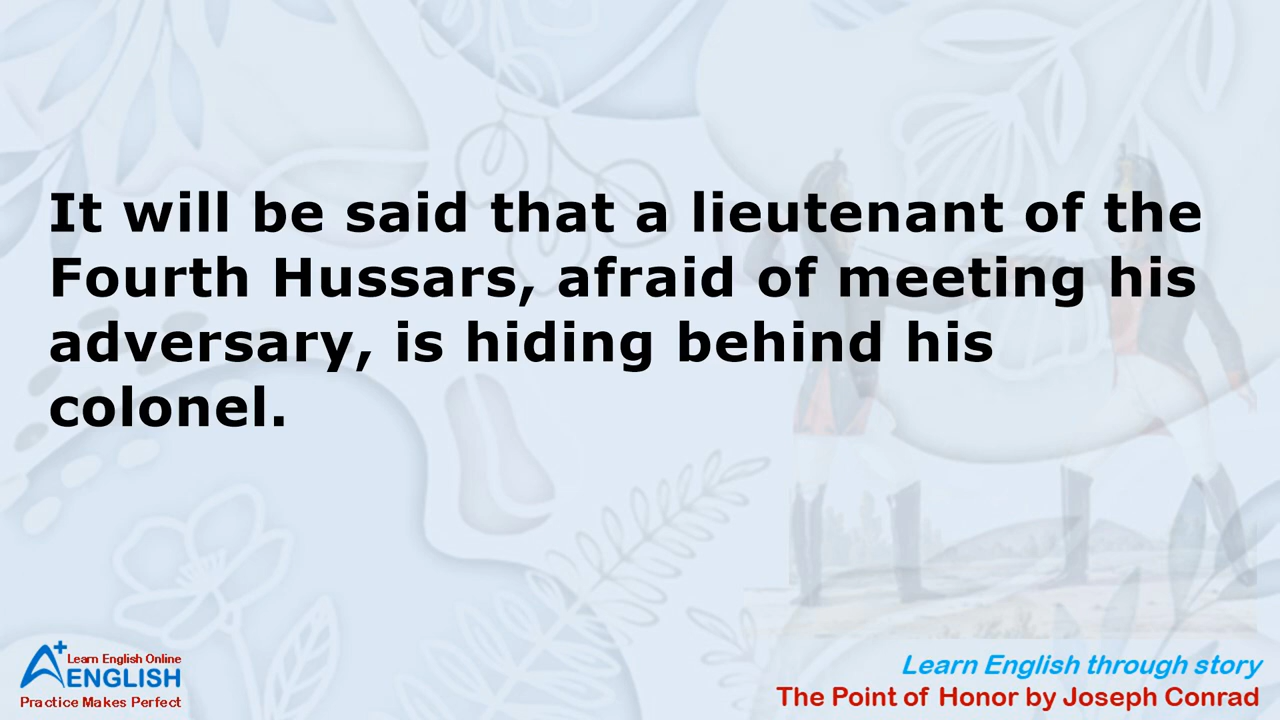 It will be said that a lieutenant of the
Fourth Hussars, afraid of meeting his
adversary, is hiding behind his
colonel.
A+
Learn English Online
ENGLISH
Practice Makes Perfect
Learn English through story
The Point of Honor by Joseph Conrad